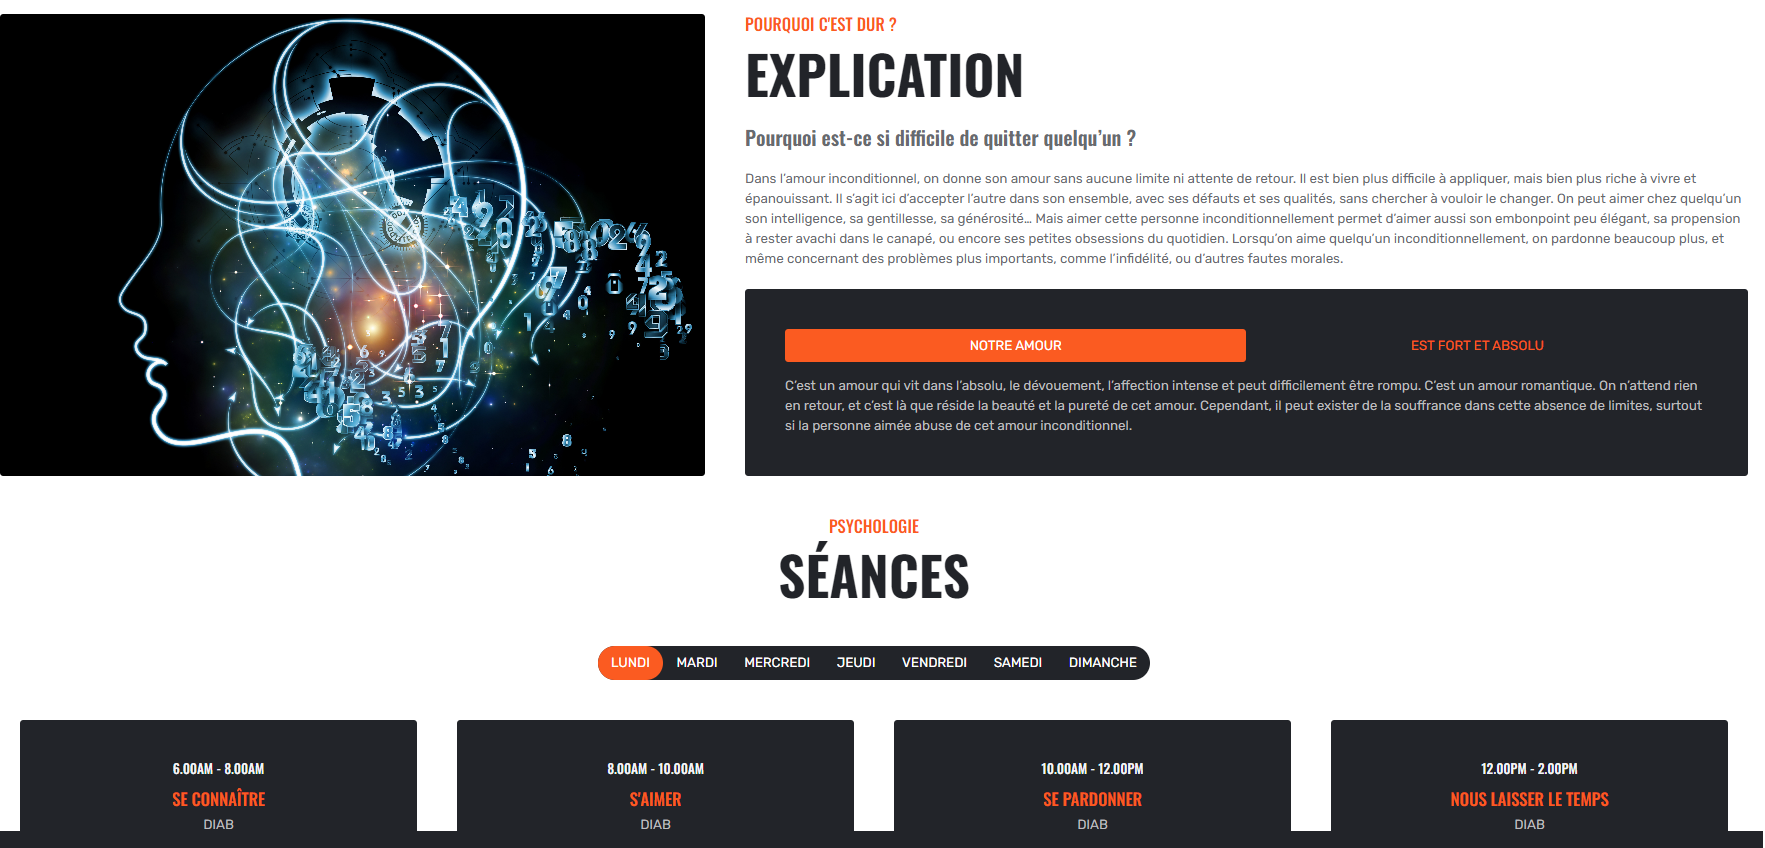 POURQUOI C'EST DUR ?
EXPLICATION
Pourquoi est-ce si difficile de quitter quelqu’un ?
Dans l’amour inconditionnel, on donne son amour sans aucune limite ni attente de retour. Il est bien plus difficile à appliquer, mais bien plus riche à vivre et
épanouissant. Il s’agit ici d’accepter l’autre dans son ensemble, avec ses défauts et ses qualités, sans chercher à vouloir le changer. On peut aimer chez quelqu’un
son intelligence, sa gentillesse, sa générosité… Mais aimer cette personne inconditionnellement permet d’aimer aussi son embonpoint peu élégant, sa propension
à rester avachi dans le canapé, ou encore ses petites obsessions du quotidien. Lorsqu’on aime quelqu’un inconditionnellement, on pardonne beaucoup plus, et
même concernant des problèmes plus importants, comme l’infidélité, ou d’autres fautes morales.
NOTRE AMOUR
EST FORT ET ABSOLU
C’est un amour qui vit dans l’absolu, le dévouement, l’affection intense et peut difficilement être rompu. C’est un amour romantique. On n’attend rien
en retour, et c’est là que réside la beauté et la pureté de cet amour. Cependant, il peut exister de la souffrance dans cette absence de limites, surtout
si la personne aimée abuse de cet amour inconditionnel.
PSYCHOLOGIE
SÉANCES
LUNDI MARDI MERCREDI JEUDI VENDREDI SAMEDI DIMANCHE
6.00AM - 8.00AM
SE CONNAÎTRE
DIAB
8.00AM - 10.00AM
S'AIMER
DIAB
10.00AM - 12.00PM
SE PARDONNER
DIAB
12.00PM - 2.00PM
NOUS LAISSER LE TEMPS
DIAB